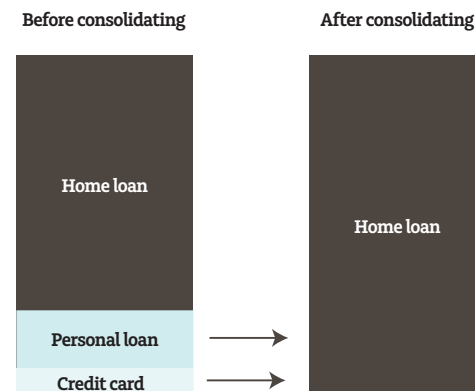 Before consolidating
After consolidating
Home loan
Home loan
Personal loan
Credit card